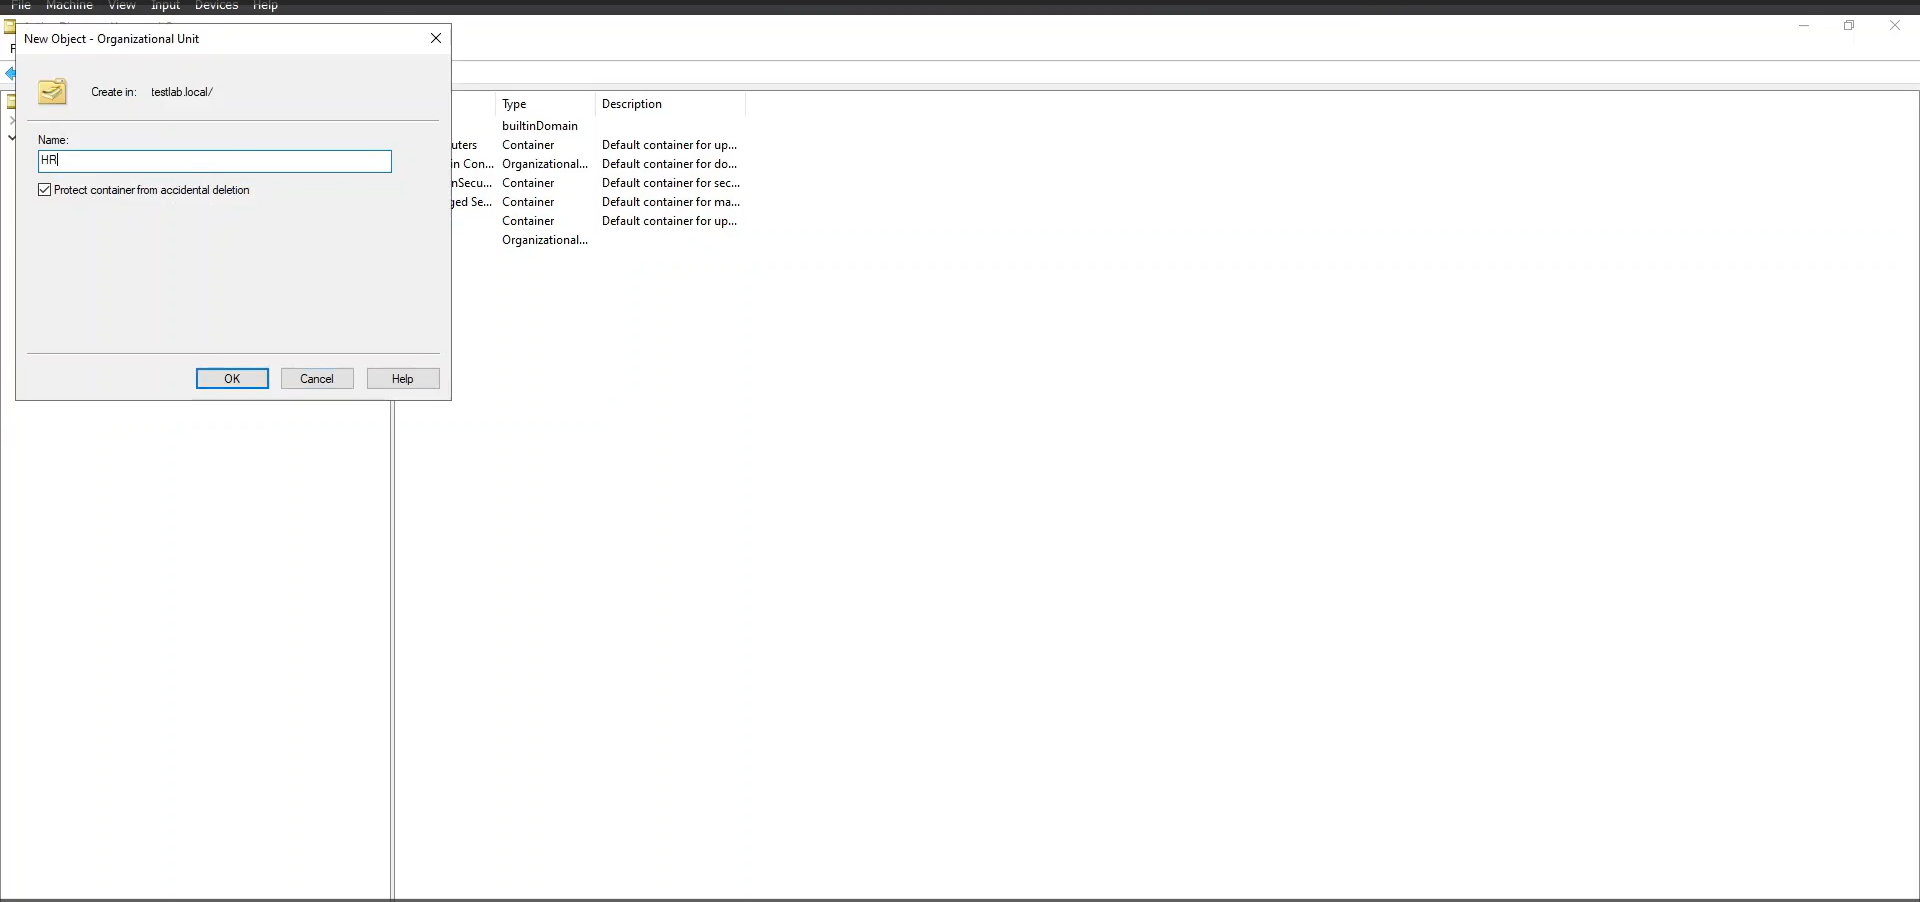 File Machine View Input Devices Help
New Object - Organizational Unit
Create in: testlab.local/
Name:
HR
Protect container from accidental deletion
OK Cancel Help
Type Description
builtinDomain
uters Container Default container for up...
in Con... Organizational... Default container for do...
nSecu... Container Default container for sec...
ged Se... Container Default container for ma...
Container Default container for up...
Organizational...